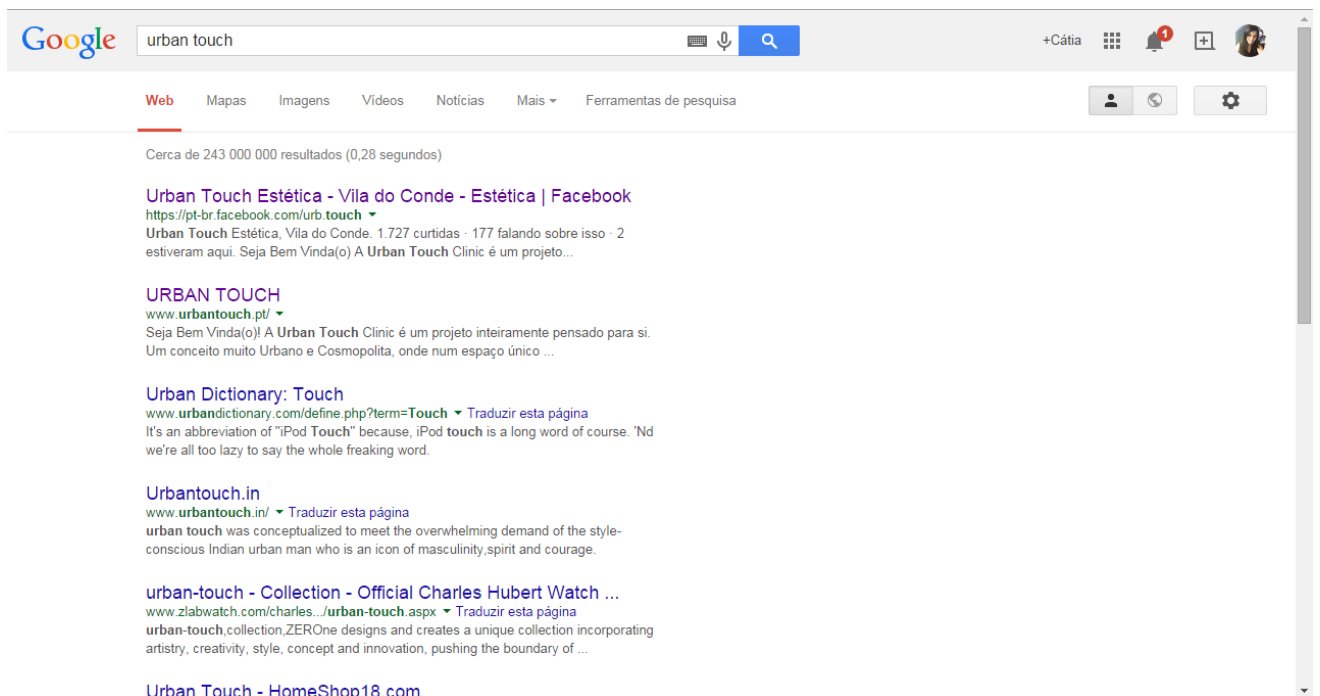 Google
urban touch
+Cátia
1
Web Mapas Imagens Vídeos Notícias Mais Ferramentas de pesquisa
Cerca de 243 000 000 resultados (0,28 segundos)
Urban Touch Estética - Vila do Conde - Estética | Facebook
https://pt-br.facebook.com/urb.touch
Urban Touch Estética, Vila do Conde. 1.727 curtidas · 177 falando sobre isso · 2
estiveram aqui. Seja Bem Vinda(o) A Urban Touch Clinic é um projeto...
URBAN TOUCH
www.urbantouch.pt/
Seja Bem Vinda(o)! A Urban Touch Clinic é um projeto inteiramente pensado para si.
Um conceito muito Urbano e Cosmopolita, onde num espaço único ...
Urban Dictionary: Touch
www.urbandictionary.com/define.php?term=Touch Traduzir esta página
It's an abbreviation of "iPod Touch" because, iPod touch is a long word of course. 'Nd
we're all too lazy to say the whole freaking word.
Urbantouch.in
www.urbantouch.in/ Traduzir esta página
urban touch was conceptualized to meet the overwhelming demand of the style-
conscious Indian urban man who is an icon of masculinity,spirit and courage.
urban-touch - Collection - Official Charles Hubert Watch ...
www.zlabwatch.com/charles.../urban-touch.aspx Traduzir esta página
urban-touch,collection,ZEROne designs and creates a unique collection incorporating
artistry, creativity, style, concept and innovation, pushing the boundary of ...
Urban Touch - HomeShop18.com